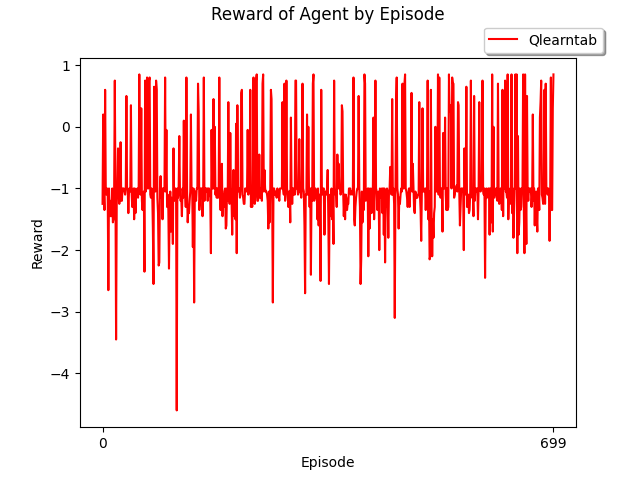 Reward of Agent by Episode
Qlearntab
1
0
−1
−2
−3
−4
Reward
0
699
Episode